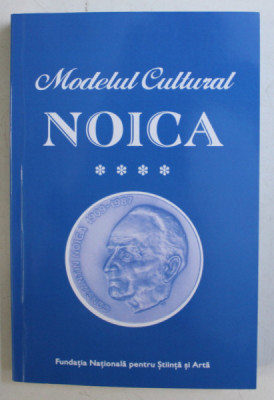 Modelul Cultural
NOICA
****
Fundația Națională pentru Știință și Artă